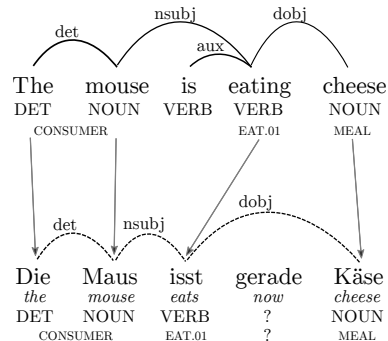 nsubj
det
dobj
aux
The mouse is eating cheese
DET NOUN VERB VERB NOUN
CONSUMER EAT.01 MEAL
dobj
det nsubj
Die Maus isst gerade Käse
the mouse eats now cheese
DET NOUN VERB ? NOUN
CONSUMER EAT.01 ? MEAL